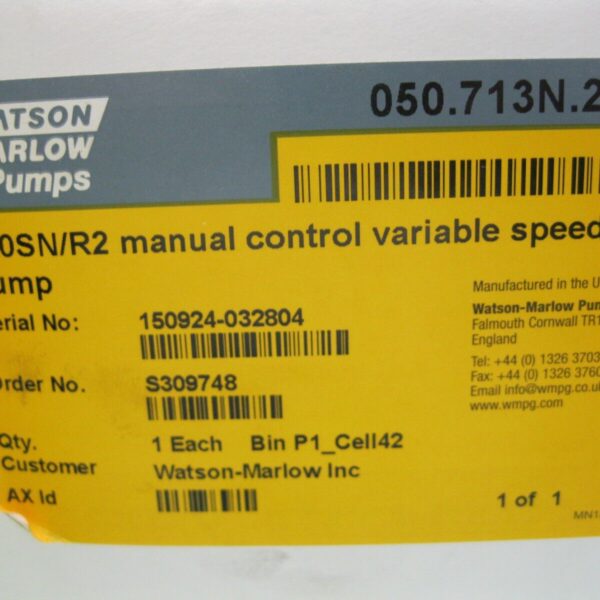 050.713N.2
ATSON
ARLOW
Pumps
0SN/R2 manual control variable speed
ump
erial No: 150924-032804
Order No. S309748
Qty. 1 Each Bin P1_Cell42
Customer Watson-Marlow Inc
AX Id
1 of 1
Manufactured in the U
Watson-Marlow Pum
Falmouth Cornwall TR1
England
Tel: +44 (0) 1326 3703
Fax: +44 (0) 1326 3760
Email info@wmpg.co.u
www.wmpg.com
MN1